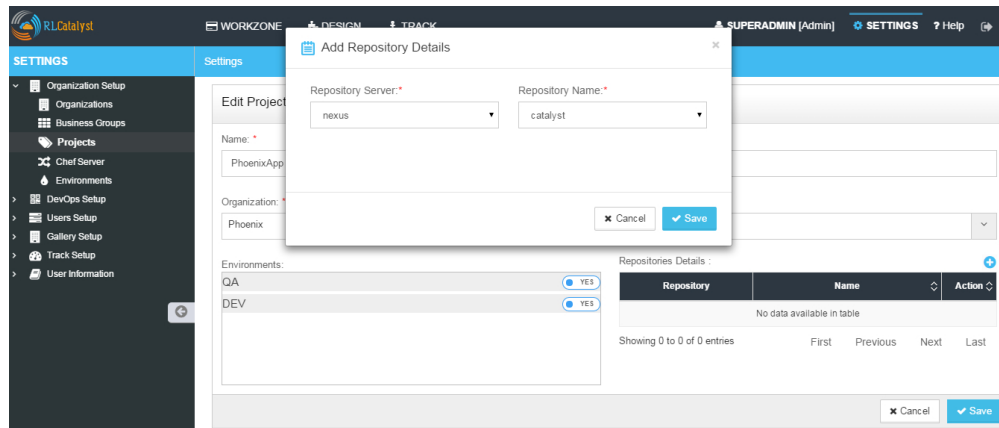 RLCatalyst
WORKZONE DESIGN TRACK SUPERADMIN [Admin] SETTINGS ? Help
SETTINGS
Settings
Organization Setup
Organizations
Business Groups
Projects
Chef Server
Environments
DevOps Setup
Users Setup
Gallery Setup
Track Setup
User Information
Add Repository Details ×
Repository Server:* Repository Name:*
nexus catalyst
Cancel Save
Edit Project
Name: *
PhoenixApp
Organization: *
Phoenix
Environments:
QA YES
DEV YES
Repositories Details :
Repository Name Action
No data available in table
Showing 0 to 0 of 0 entries First Previous Next Last
Cancel Save